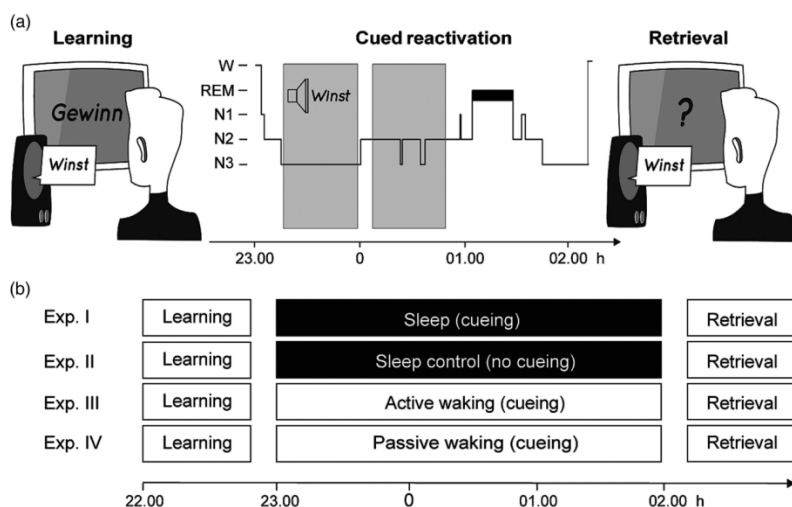 (a)
Learning
Cued reactivation
Retrieval
Gewinn
Winst
W
REM
N1
N2
N3
Winst
23.00 0 01.00 02.00 h
?
Winst
(b)
Exp. I Learning Sleep (cueing) Retrieval
Exp. II Learning Sleep control (no cueing) Retrieval
Exp. III Learning Active waking (cueing) Retrieval
Exp. IV Learning Passive waking (cueing) Retrieval
22.00 23.00 0 01.00 02.00 h